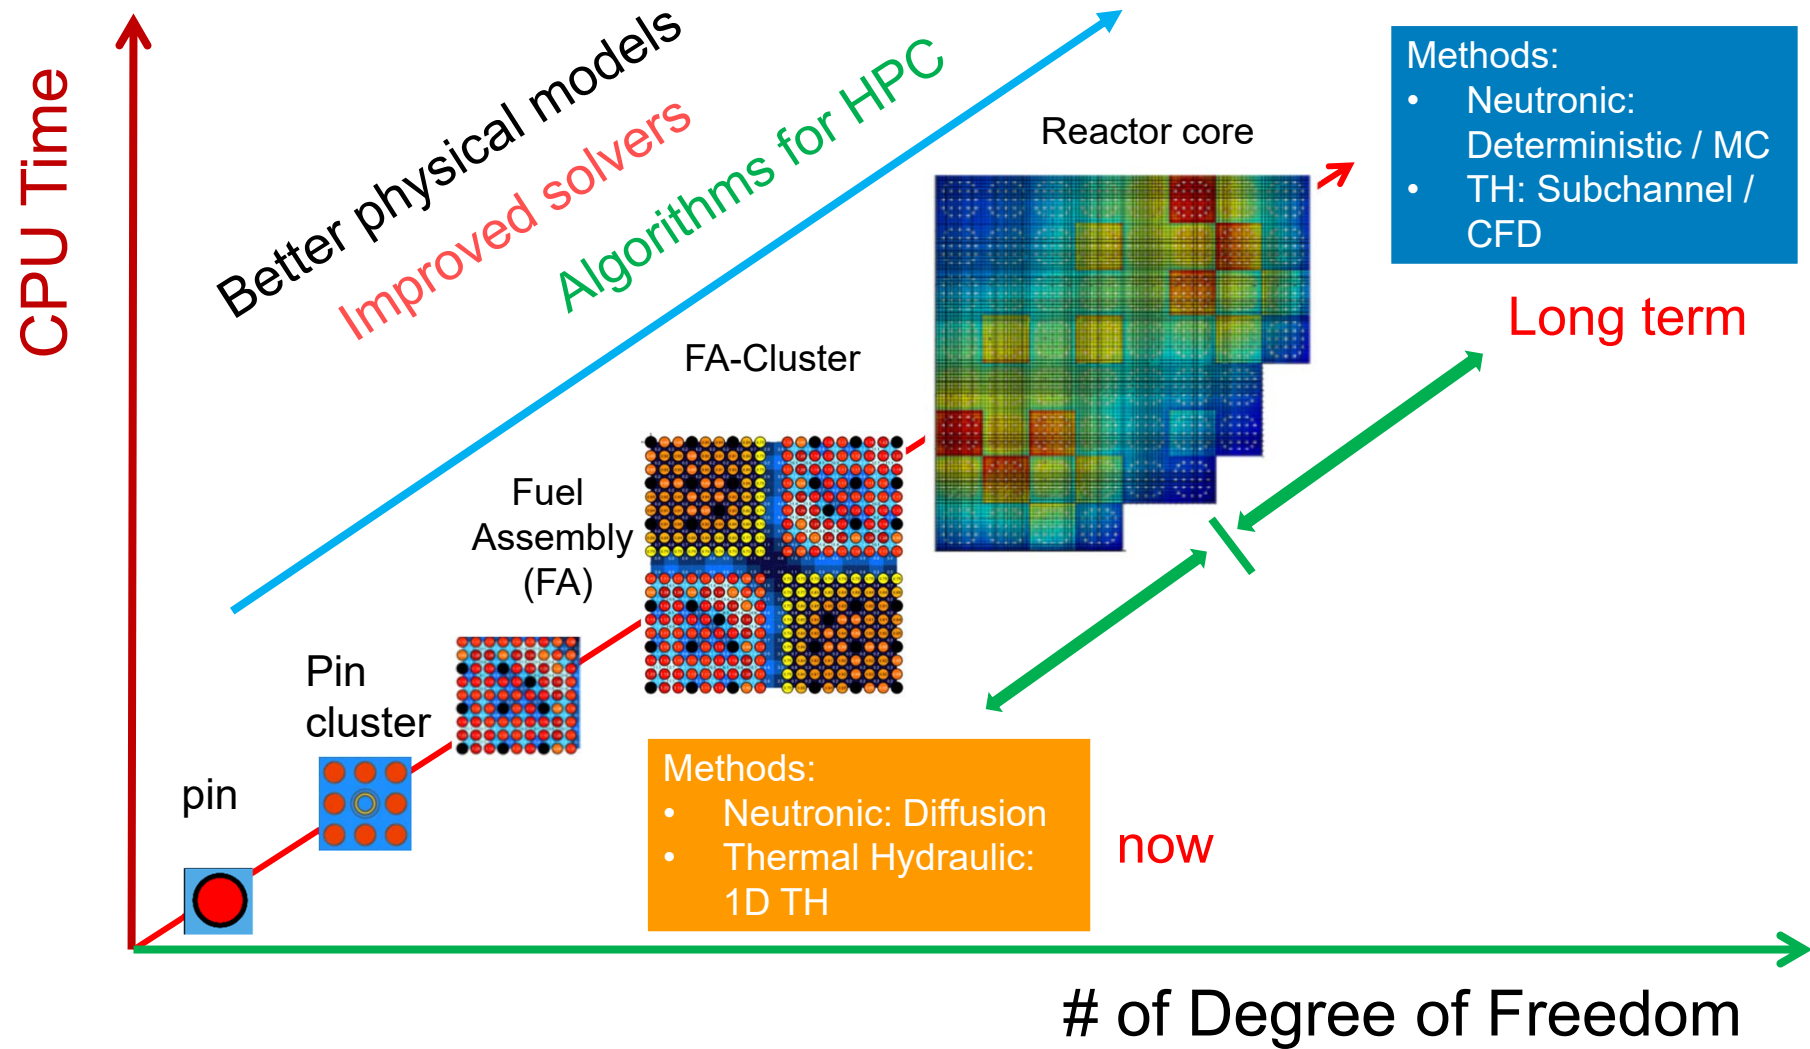 CPU Time
Better physical models
Improved solvers
Algorithms for HPC
Reactor core
Methods:
• Neutronic:
Deterministic / MC
• TH: Subchannel /
CFD
Long term
FA-Cluster
Fuel
Assembly
(FA)
Pin
cluster
pin
Methods:
• Neutronic: Diffusion
• Thermal Hydraulic:
1D TH
now
# of Degree of Freedom